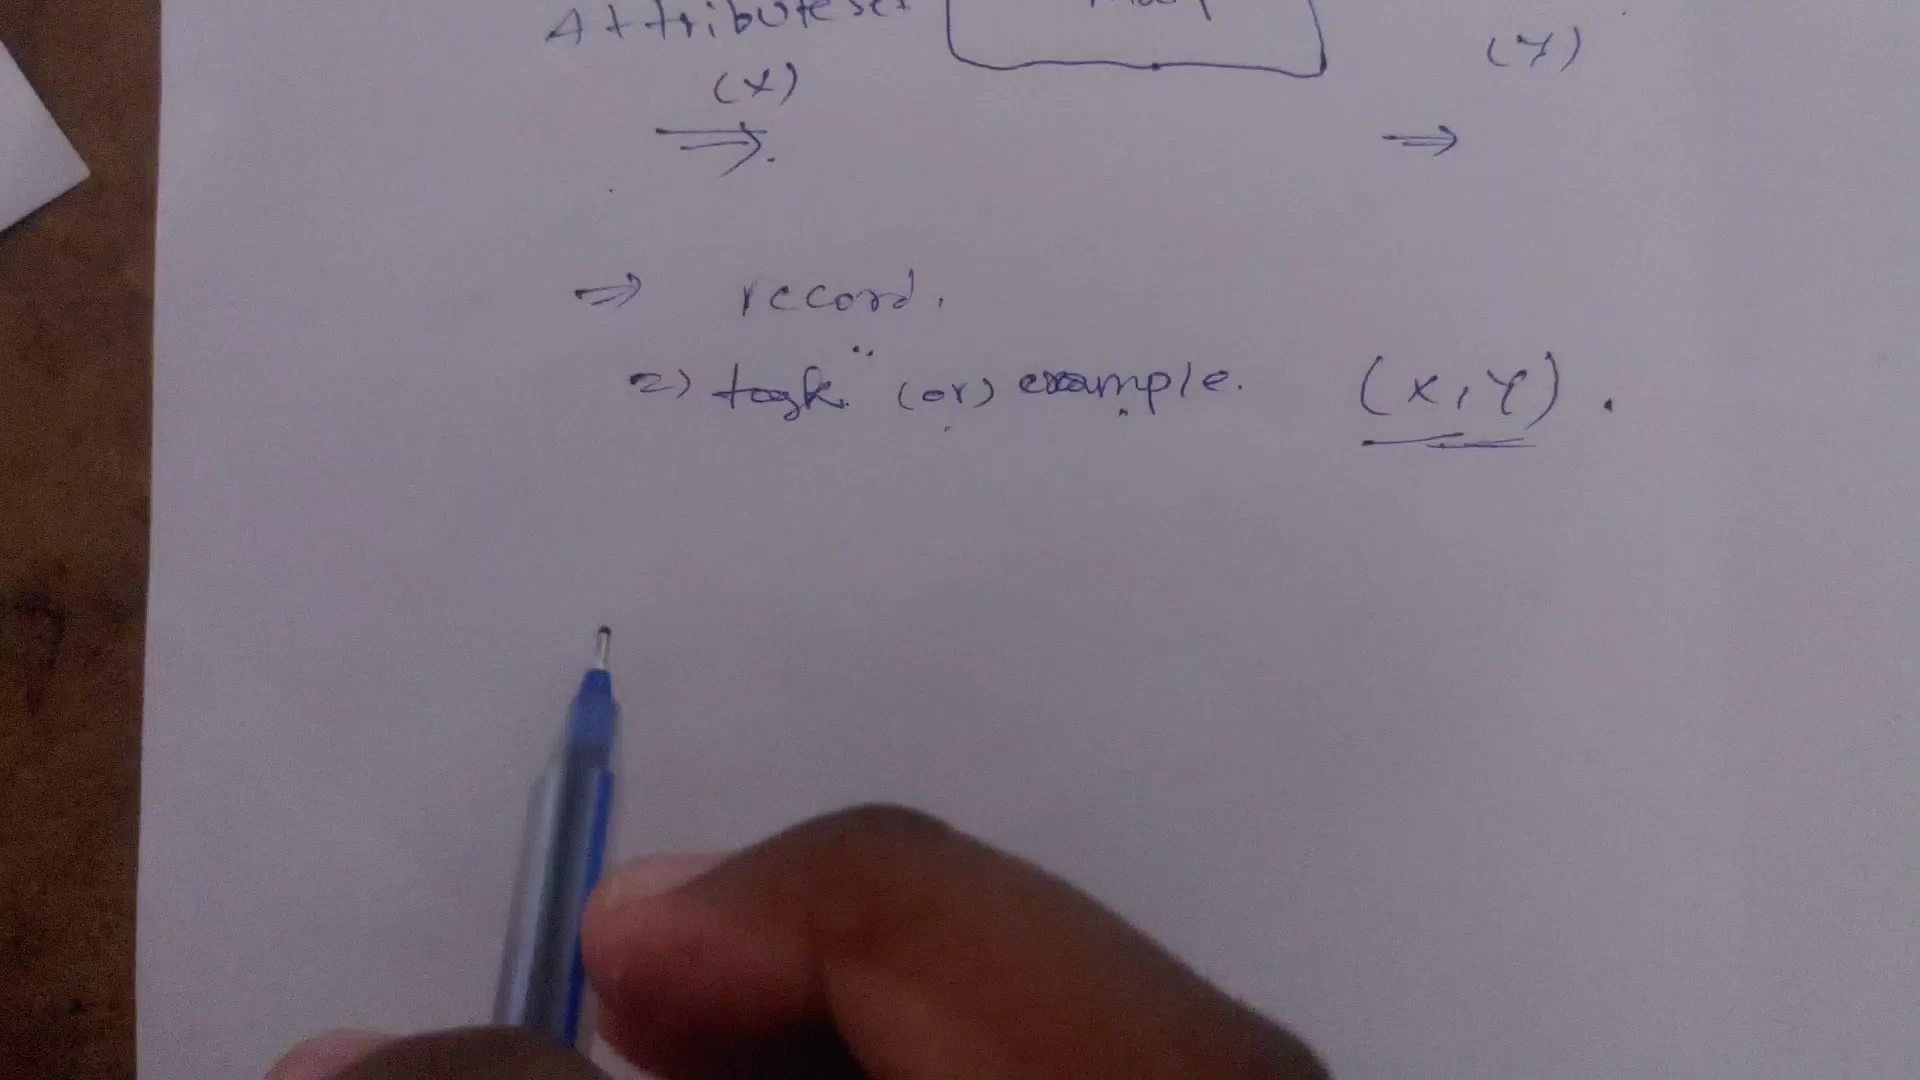 Attribute set
(X) (Y)
⇒ ⇒
⇒ record.
2) task (or) example. (X,Y).